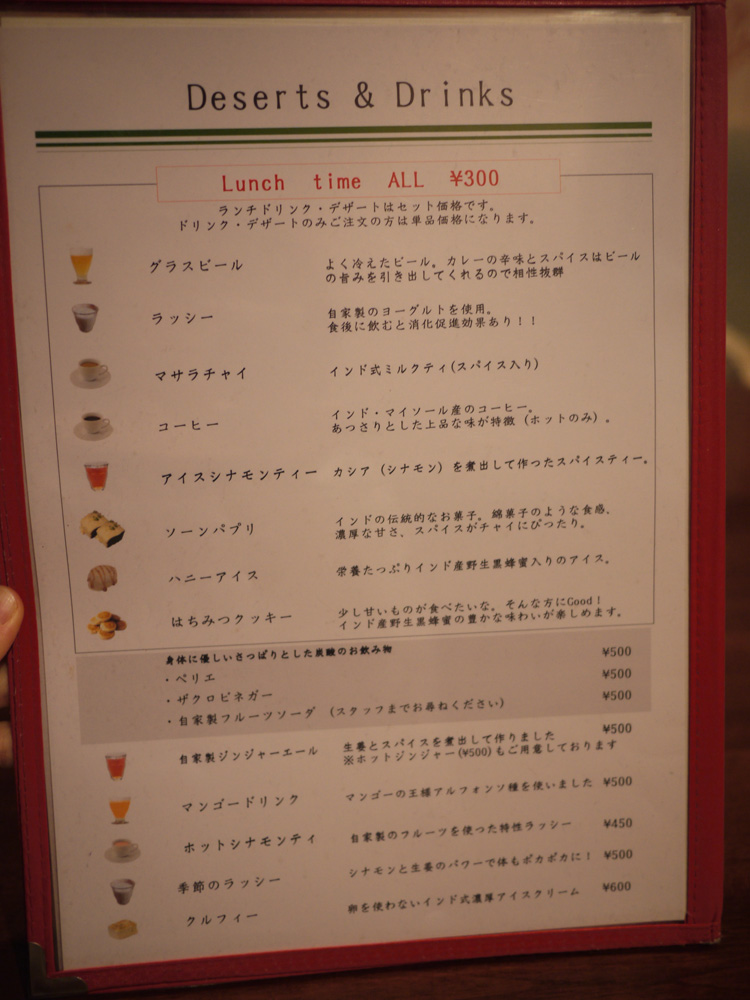 Deserts & Drinks
Lunch time ALL ¥300
ランチドリンク・デザートはセット価格です。
ドリンク・デザートのみご注文の方は単品価格になります。
グラスビール
よく冷えたビール。カレーの辛味とスパイスはビール
の旨みを引き出してくれるので相性抜群
ラッシー
自家製のヨーグルトを使用。
食後に飲むと消化促進効果あり！！
マサラチャイ
インド式ミルクティ(スパイス入り)
コーヒー
インド・マイソール産のコーヒー。
あつさりとした上品な味が特徴（ホットのみ）。
アイスシナモンティー
カシア（シナモン）を煮出して作つたスパイスティー。
ソーンパプリ
インドの伝統的なお菓子。綿菓子のような食感、
濃厚な甘さ、スパイスがチャイにぴつたり。
ハニーアイス
栄養たっぷりインド産野生黒蜂蜜入りのアイス。
はちみつクッキー
少し甘いものが食べたいな。そんな方にGood！
インド産野生黒蜂蜜の豊かな味わいが楽しめます。
身体に優しいさっぱりとした炭酸のお飲み物 ¥500
・ペリエ ¥500
・ザクロビネガー ¥500
・自家製フルーツソーダ （スタッフまでお尋ねください）
自家製ジンジャーエール
生姜とスパイスを煮出して作りました ¥500
※ホットジンジャー(¥500)もご用意しております
マンゴードリンク マンゴーの王様アルフォンソ種を使いました ¥500
ホットシナモンティ 自家製のフルーツを使った特性ラッシー ¥450
季節のラッシー シナモンと生姜のパワーで体もポカポカに！ ¥500
クルフィー 卵を使わないインド式濃厚アイスクリーム ¥600